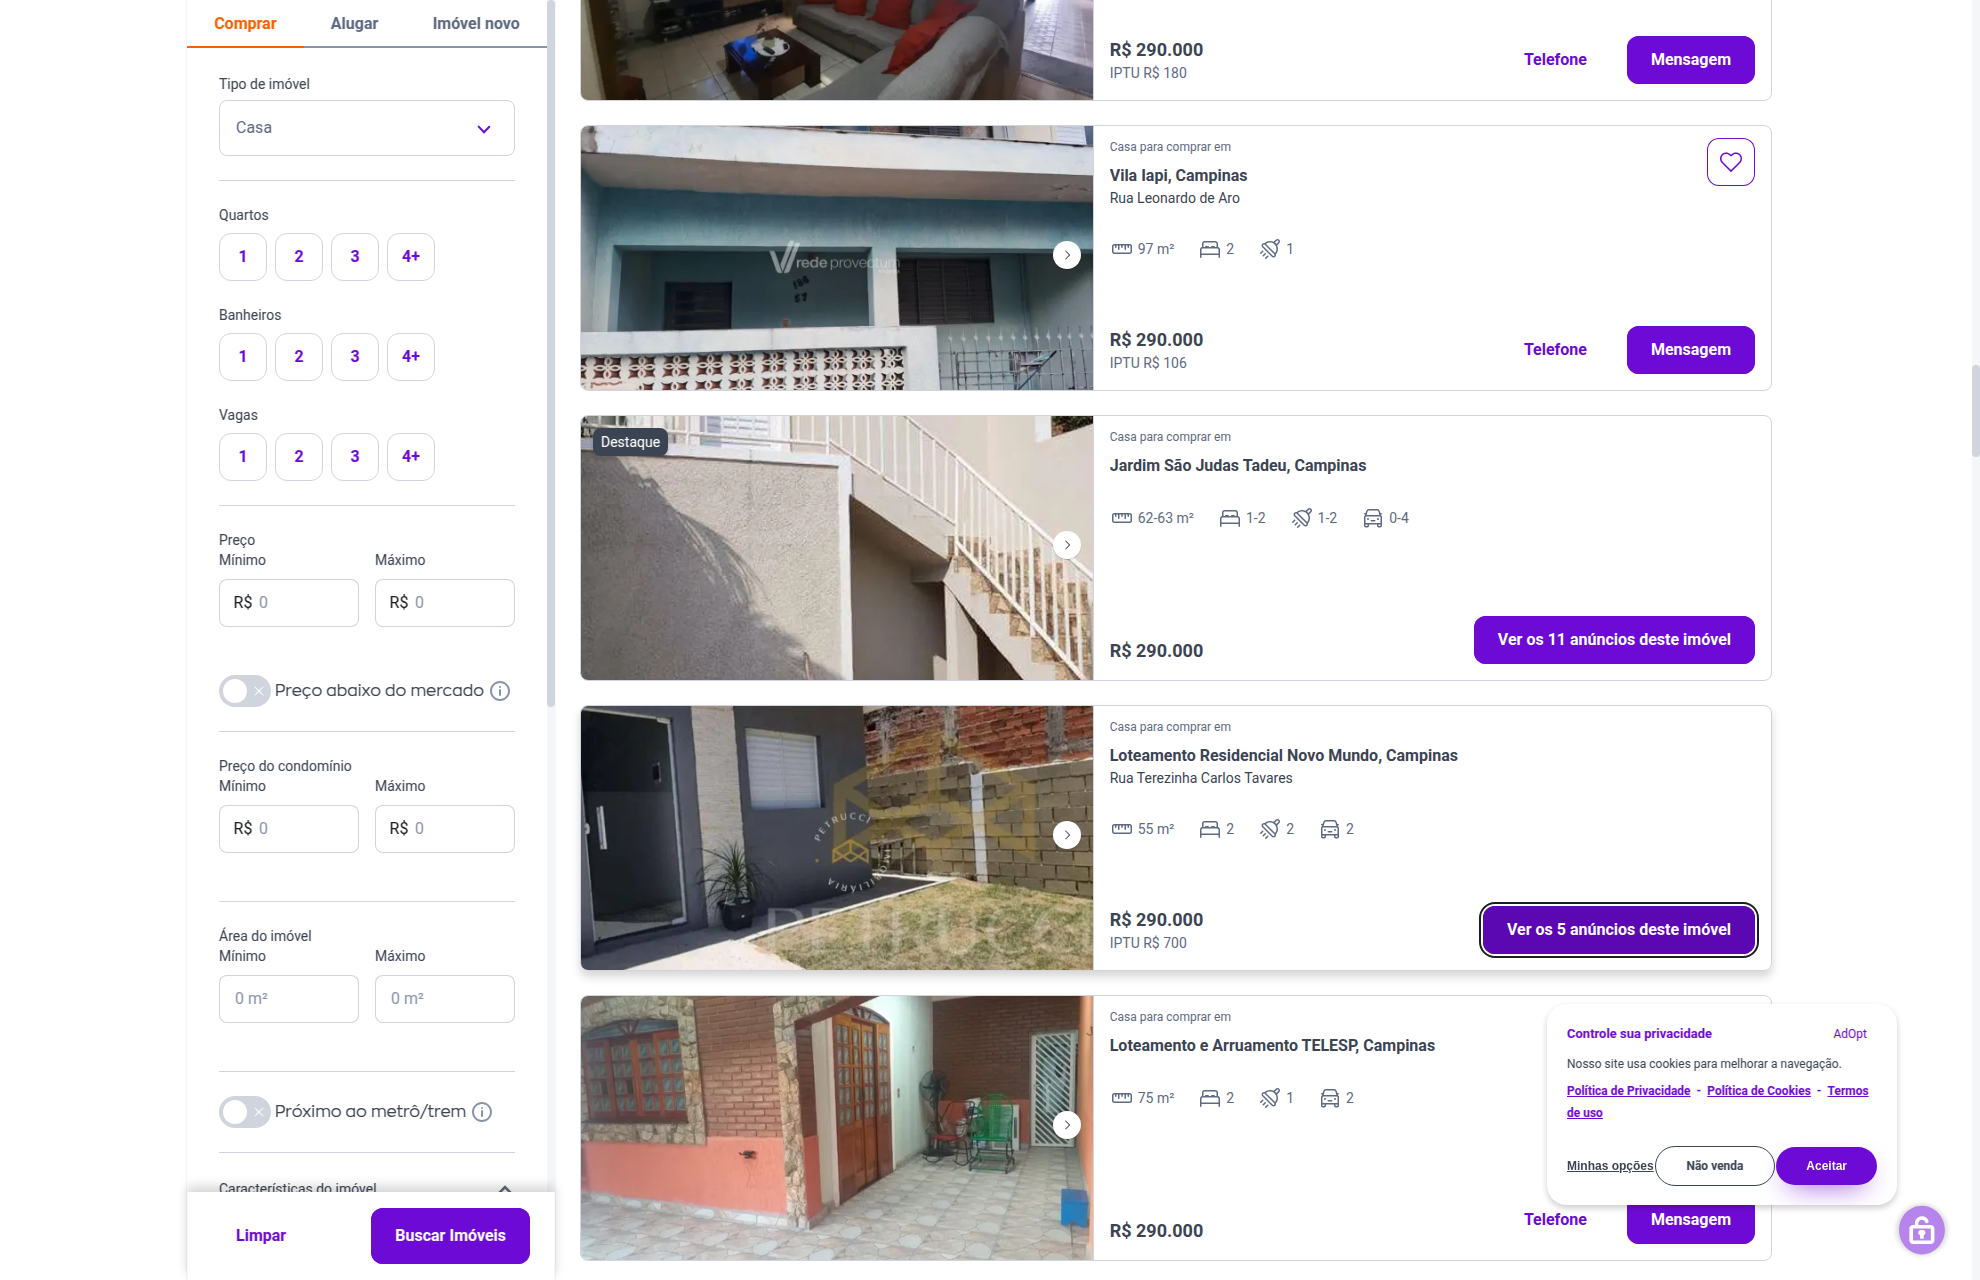 Comprar
Alugar
Imóvel novo
Tipo de imóvel
Casa
Quartos
1
2
3
4+
Banheiros
1
2
3
4+
Vagas
1
2
3
4+
Preço
Mínimo
Máximo
R$ 0
R$ 0
Preço abaixo do mercado
Preço do condomínio
Mínimo
Máximo
R$ 0
R$ 0
Área do imóvel
Mínimo
Máximo
0 m²
0 m²
Próximo ao metrô/trem
Características do imóvel
Limpar
Buscar Imóveis
R$ 290.000
IPTU R$ 180
Telefone
Mensagem
rede provectum
Casa para comprar em
Vila Iapi, Campinas
Rua Leonardo de Aro
97 m²
2
1
R$ 290.000
IPTU R$ 106
Telefone
Mensagem
Destaque
Casa para comprar em
Jardim São Judas Tadeu, Campinas
62-63 m²
1-2
1-2
0-4
R$ 290.000
Ver os 11 anúncios deste imóvel
PETRUCCI
IMOBILIÁRIA
Casa para comprar em
Loteamento Residencial Novo Mundo, Campinas
Rua Terezinha Carlos Tavares
55 m²
2
2
2
R$ 290.000
IPTU R$ 700
Ver os 5 anúncios deste imóvel
Casa para comprar em
Loteamento e Arruamento TELESP, Campinas
75 m²
2
1
2
R$ 290.000
Telefone
Mensagem
Controle sua privacidade
AdOpt
Nosso site usa cookies para melhorar a navegação.
Política de Privacidade - Política de Cookies - Termos
de uso
Minhas opções
Não venda
Aceitar